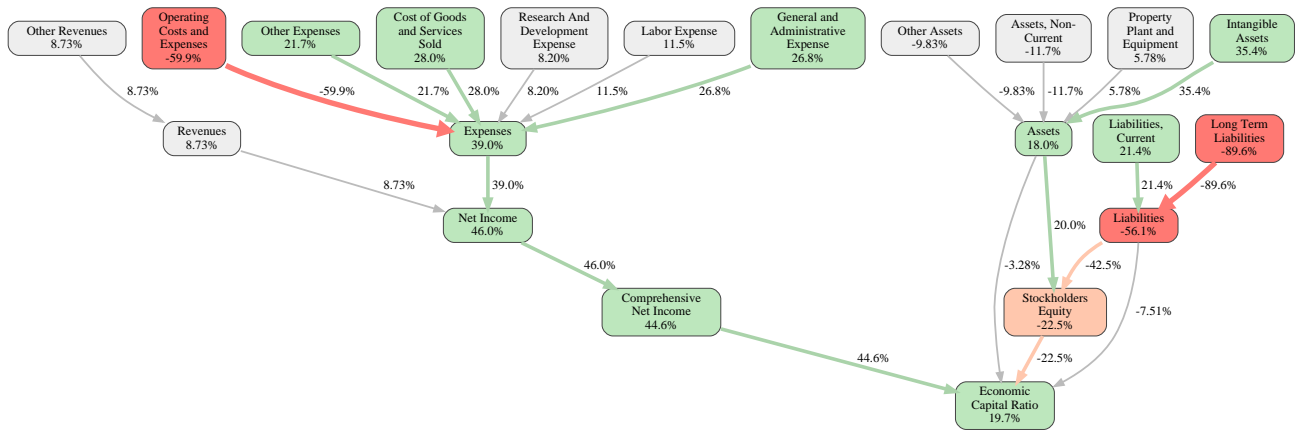 Other Revenues
8.73%
Operating
Costs and
Expenses
-59.9%
Other Expenses
21.7%
Cost of Goods
and Services
Sold
28.0%
Research And
Development
Expense
8.20%
Labor Expense
11.5%
General and
Administrative
Expense
26.8%
Other Assets
-9.83%
Assets, Non-
Current
-11.7%
Property
Plant and
Equipment
5.78%
Intangible
Assets
35.4%
8.73%
-59.9%
21.7%
28.0%
8.20%
11.5%
26.8%
-9.83%
-11.7%
5.78%
35.4%
Revenues
8.73%
Expenses
39.0%
Assets
18.0%
Liabilities,
Current
21.4%
Long Term
Liabilities
-89.6%
8.73%
39.0%
21.4%
-89.6%
Net Income
46.0%
Liabilities
-56.1%
20.0%
46.0%
-3.28%
-42.5%
Comprehensive
Net Income
44.6%
Stockholders
Equity
-22.5%
-7.51%
44.6%
-22.5%
Economic
Capital Ratio
19.7%